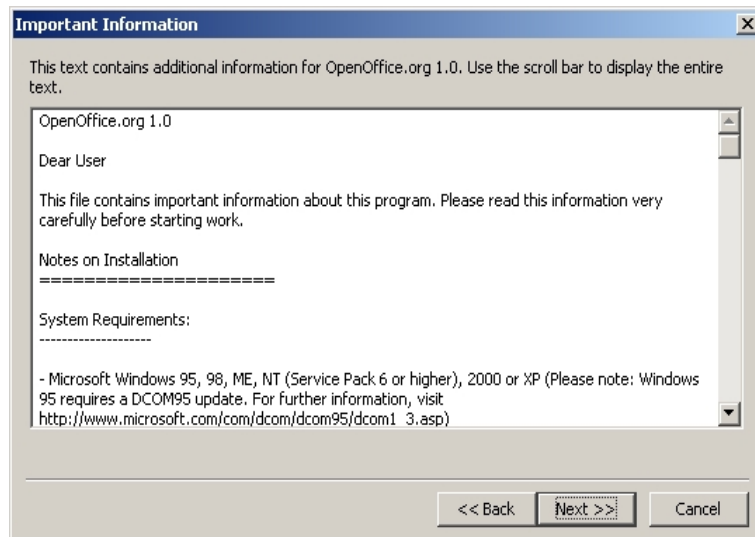 Important Information
This text contains additional information for OpenOffice.org 1.0. Use the scroll bar to display the entire
text.
OpenOffice.org 1.0
Dear User
This file contains important information about this program. Please read this information very
carefully before starting work.
Notes on Installation
=====================
System Requirements:
--------------------
- Microsoft Windows 95, 98, ME, NT (Service Pack 6 or higher), 2000 or XP (Please note: Windows
95 requires a DCOM95 update. For further information, visit
http://www.microsoft.com/com/dcom/dcom95/dcom1_3.asp)
<< Back Next >> Cancel